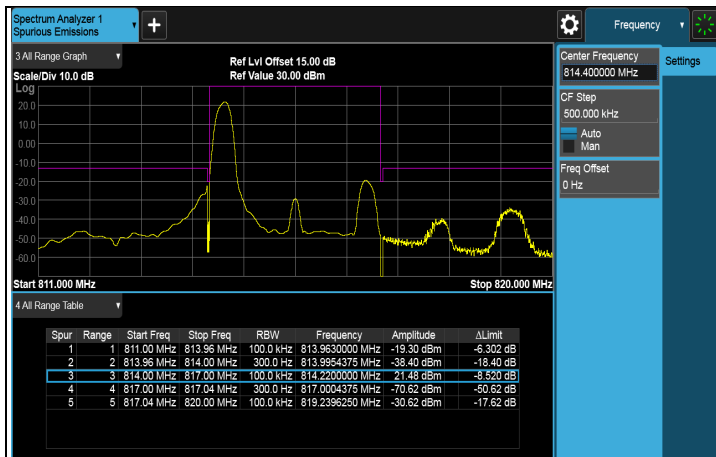 Spectrum Analyzer 1
Spurious Emissions
+
Frequency
3 All Range Graph
Ref Lvl Offset 15.00 dB
Scale/Div 10.0 dB
Ref Value 30.00 dBm
Log
20.0
10.0
0.00
-10.0
-20.0
-30.0
-40.0
-50.0
-60.0
Start 811.000 MHz
Stop 820.000 MHz
Center Frequency
814.400000 MHz
Settings
CF Step
500.000 kHz
Auto
Man
Freq Offset
0 Hz
4 All Range Table
Spur Range Start Freq Stop Freq RBW Frequency Amplitude ΔLimit
1 1 811.00 MHz 813.96 MHz 100.0 kHz 813.9630000 MHz -19.30 dBm -6.302 dB
2 2 813.96 MHz 814.00 MHz 300.0 Hz 813.9954375 MHz -38.40 dBm -18.40 dB
3 3 814.00 MHz 817.00 MHz 100.0 kHz 814.2200000 MHz 21.48 dBm -8.520 dB
4 4 817.00 MHz 817.04 MHz 300.0 Hz 817.0004375 MHz -70.62 dBm -50.62 dB
5 5 817.04 MHz 820.00 MHz 100.0 kHz 819.2396250 MHz -30.62 dBm -17.62 dB